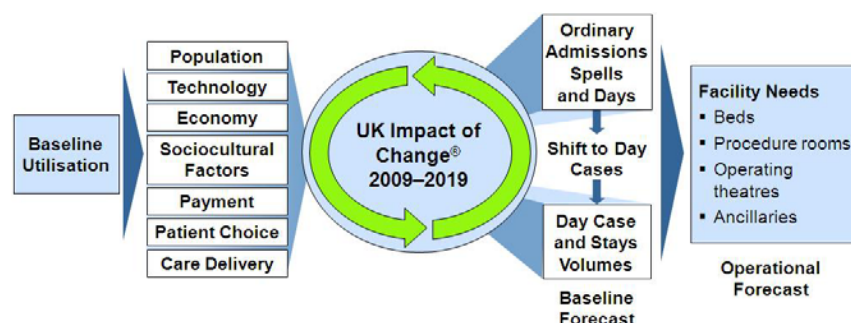 Baseline
Utilisation
Population
Technology
Economy
Sociocultural
Factors
Payment
Patient Choice
Care Delivery
UK Impact of
Change®
2009–2019
Ordinary
Admissions
Spells
and Days
Shift to Day
Cases
Day Case
and Stays
Volumes
Baseline
Forecast
Facility Needs
▪ Beds
▪ Procedure rooms
▪ Operating
theatres
▪ Ancillaries
Operational
Forecast